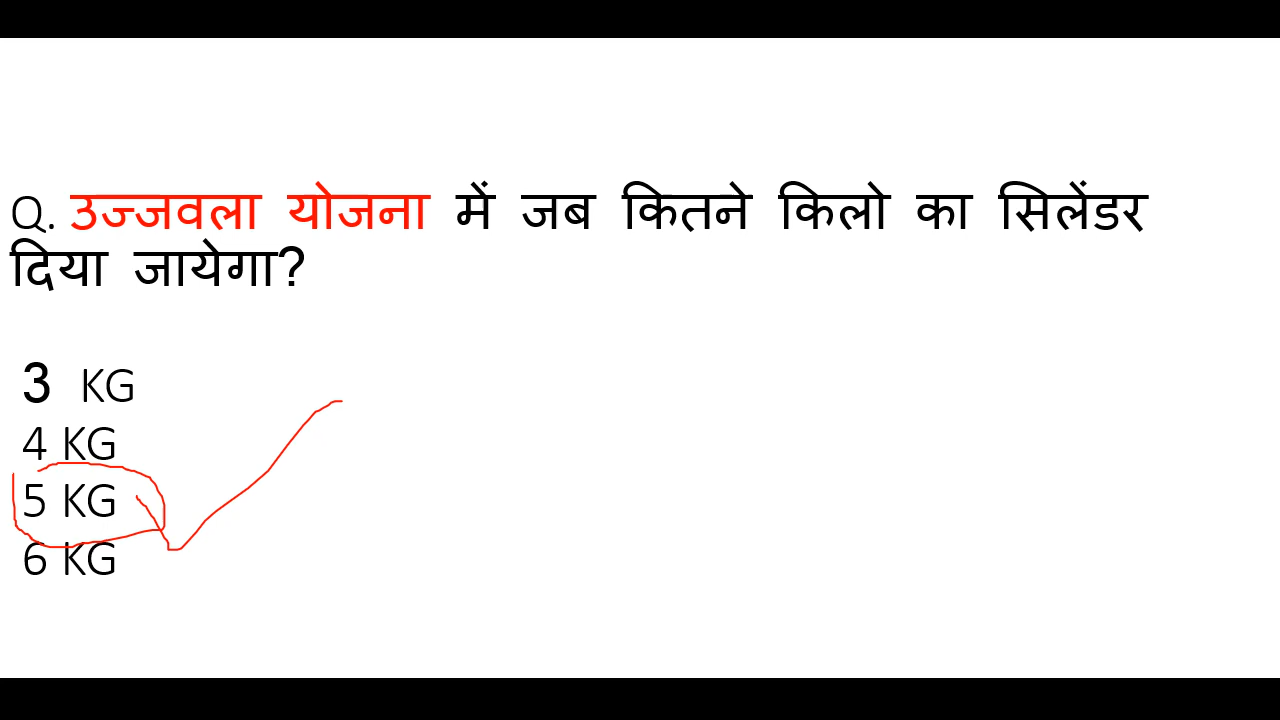 Q. उज्जवला योजना में जब कितने किलो का सिलेंडर
दिया जायेगा?
3 KG
4 KG
5 KG
6 KG